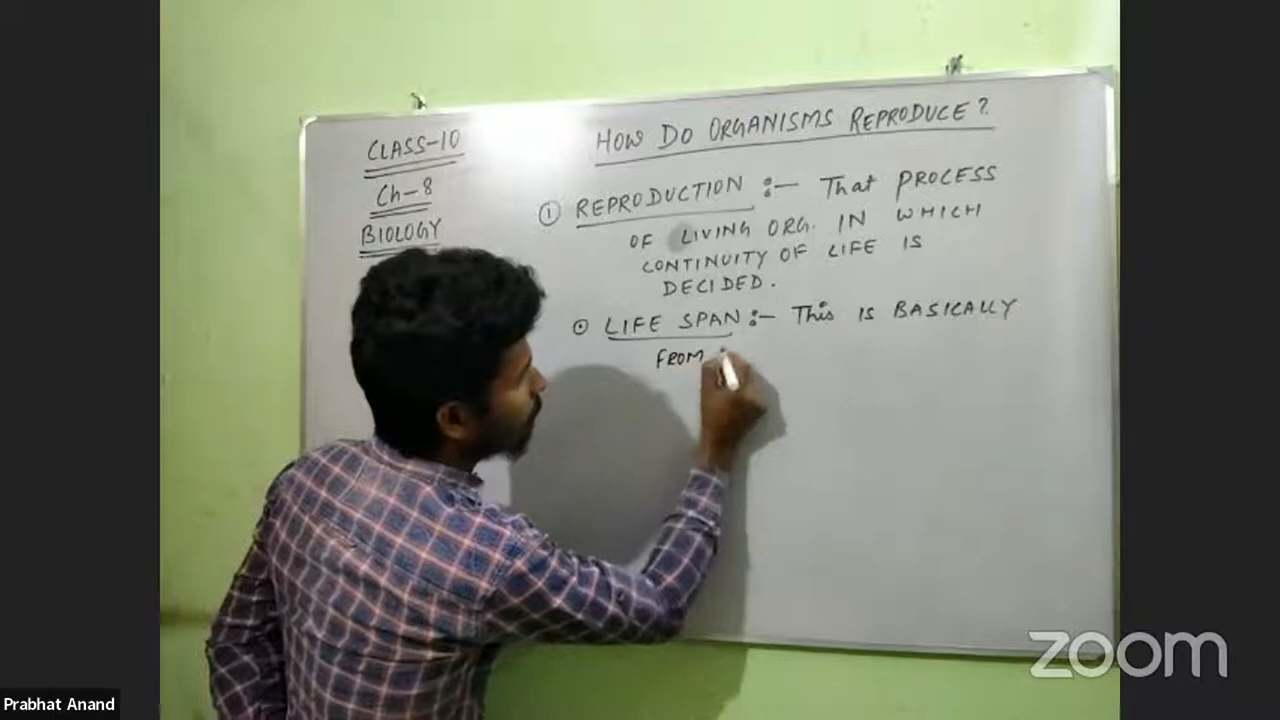 CLASS-10
Ch-8
BIOLOGY
HOW DO ORGANISMS REPRODUCE?
① REPRODUCTION :- That PROCESS
OF LIVING ORG. IN WHICH
CONTINUITY OF LIFE IS
DECIDED.
LIFE SPAN :- This IS BASICALLY
FROM
zoom
Prabhat Anand